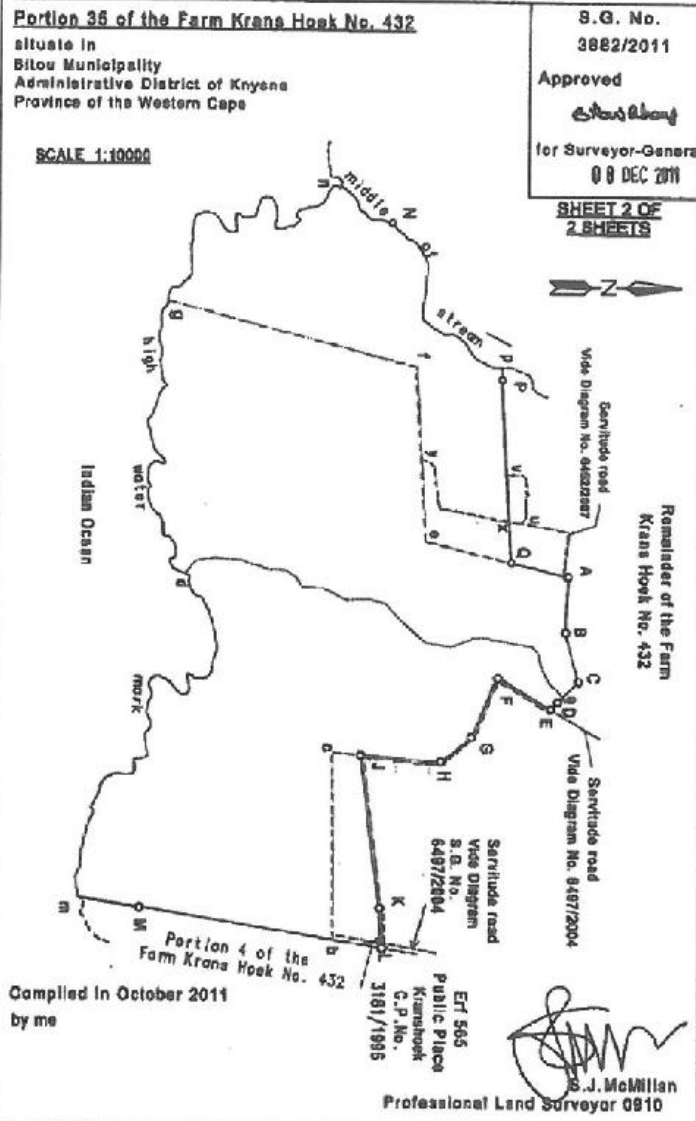 Portion 35 of the Farm Krans Hoek No. 432
situate in
Bitou Municipality
Administrative District of Knysna
Province of the Western Cape
SCALE 1:10000
S.G. No.
3882/2011
Approved
for Surveyor-Genera
08 DEC 2011
SHEET 2 OF
2 SHEETS
N
n
middle
N
r
stream
P
p
g
f
high
y
v
u
x
e
Q
A
B
C
Servitude road
Vide Diagram No.
Remainder of the Farm
Krans Hoek No. 432
water
Indian Ocean
d
a
D
E
F
G
H
J
c
Servitude road
Vide Diagram No. 6497/2004
mark
Servitude road
Vide Diagram
S.G. No.
6497/2004
K
L
M
m
b
Portion 4 of the
Farm Krans Hoek No. 432
Erf 565
Public Place
Kranshoek
G.P.No.
3181/1995
Compiled in October 2011
by me
S.J. McMillan
Professional Land Surveyor 0910